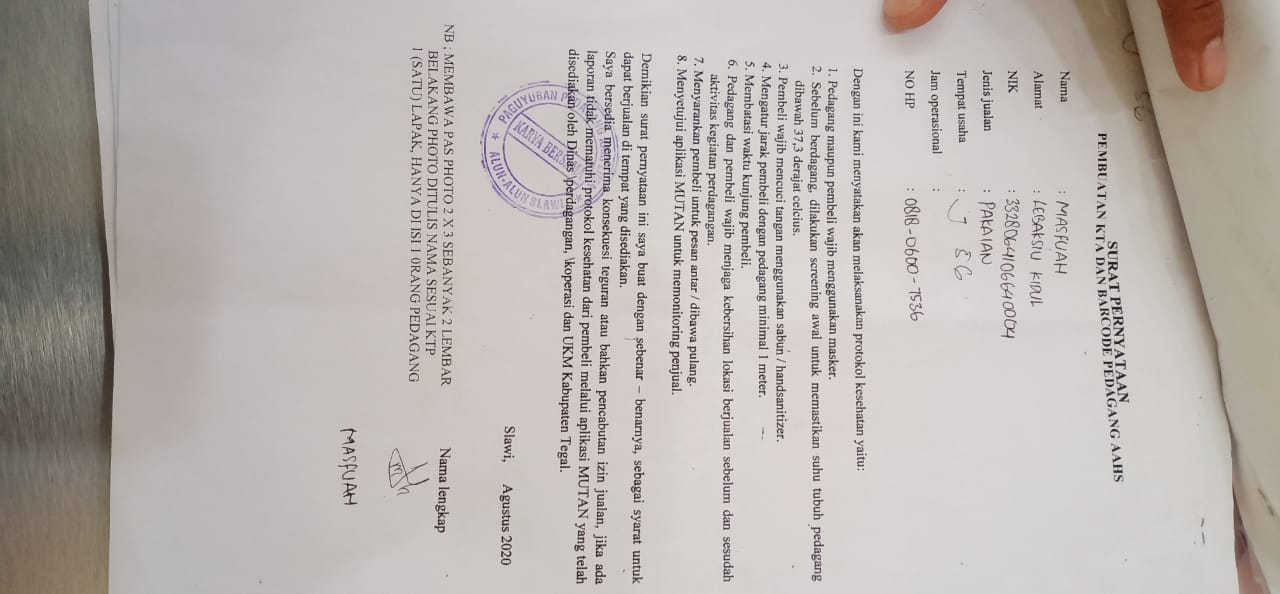 SURAT PERNYATAAN
PEMBUATAN KTA DAN BARCODE PEDAGANG AAHS
Nama : MASFUAH
Alamat : LEBAKSIU KIDUL
NIK : 3328064106640004
Jenis jualan : PAKAIAN
Tempat usaha : J 86
Jam operasional :
NO HP : 0818-0600-7536
Dengan ini kami menyatakan akan melaksanakan protokol kesehatan yaitu:
1. Pedagang maupun pembeli wajib menggunakan masker.
2. Sebelum berdagang, dilakukan screening awal untuk memastikan suhu tubuh pedagang
dibawah 37,3 derajat celcius.
3. Pembeli wajib mencuci tangan menggunakan sabun / handsanitizer.
4. Mengatur jarak pembeli dengan pedagang minimal 1 meter.
5. Membatasi waktu kunjung pembeli.
6. Pedagang dan pembeli wajib menjaga kebersihan lokasi berjualan sebelum dan sesudah
aktivitas kegiatan perdagangan.
7. Menyarankan pembeli untuk pesan antar / dibawa pulang.
8. Menyetujui aplikasi MUTAN untuk memonitoring penjual.
Demikian surat pernyataan ini saya buat dengan sebenar – benarnya, sebagai syarat untuk
dapat berjualan di tempat yang disediakan.
Saya bersedia menerima konsekuesi teguran atau bahkan pencabutan izin jualan, jika ada
laporan tidak mematuhi protokol kesehatan dari pembeli melalui aplikasi MUTAN yang telah
disediakan oleh Dinas perdagangan, koperasi dan UKM Kabupaten Tegal.
PAGUYUBAN
KARYA
ALUN-ALUN SLAWI
Slawi, Agustus 2020
NB ; MEMBAWA PAS PHOTO 2 X 3 SEBANYAK 2 LEMBAR
BELAKANG PHOTO DITULIS NAMA SESUAI KTP
1 (SATU) LAPAK, HANYA DI ISI 1 0RANG PEDAGANG
Nama lengkap
MASFUAH